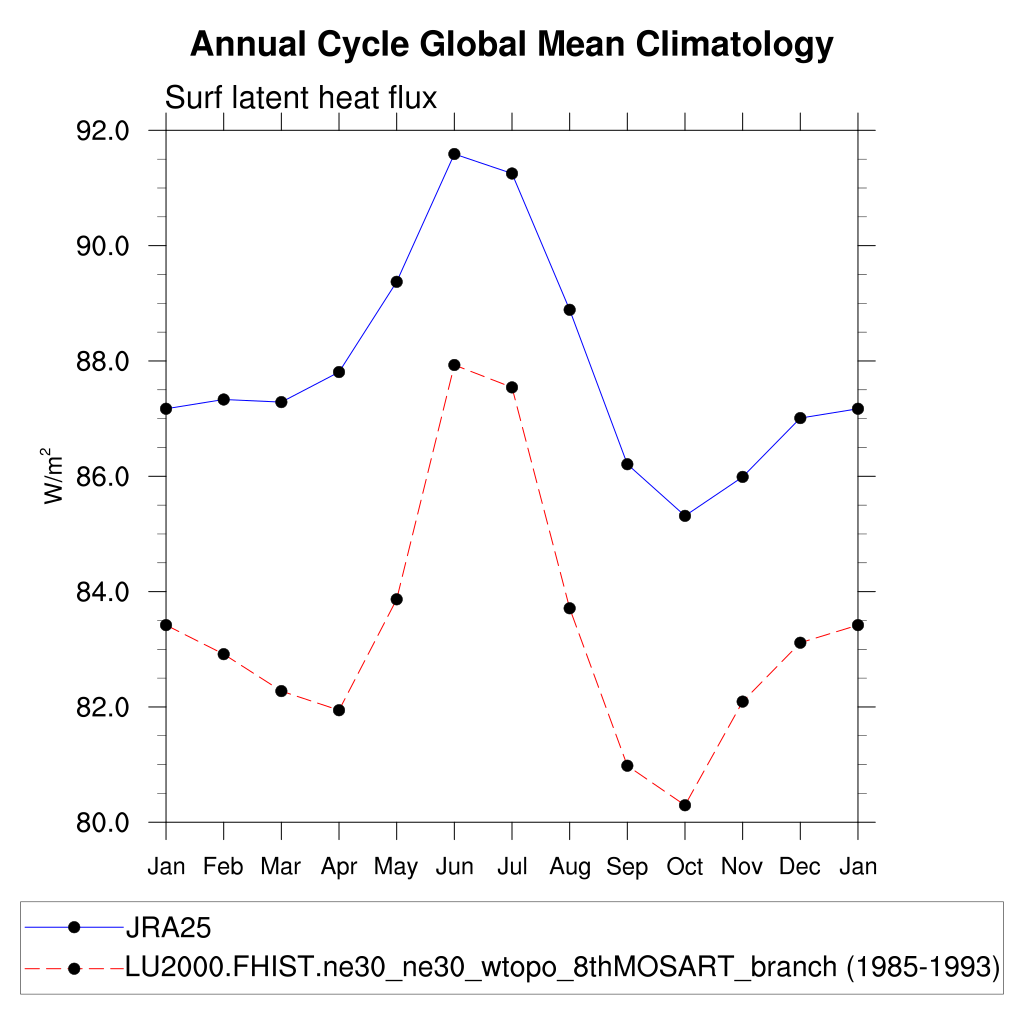 Annual Cycle Global Mean Climatology
Surf latent heat flux
92.0
90.0
88.0
86.0
84.0
82.0
80.0
W/m²
Jan Feb Mar Apr May Jun Jul Aug Sep Oct Nov Dec Jan
JRA25
LU2000.FHIST.ne30_ne30_wtopo_8thMOSART_branch (1985-1993)